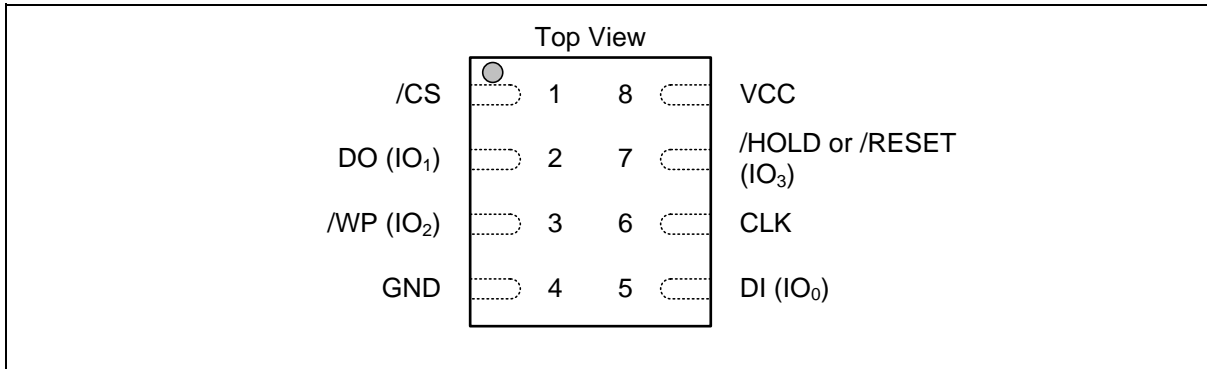 Top View
/CS 1 8 VCC
DO (IO₁) 2 7 /HOLD or /RESET
(IO₃)
/WP (IO₂) 3 6 CLK
GND 4 5 DI (IO₀)